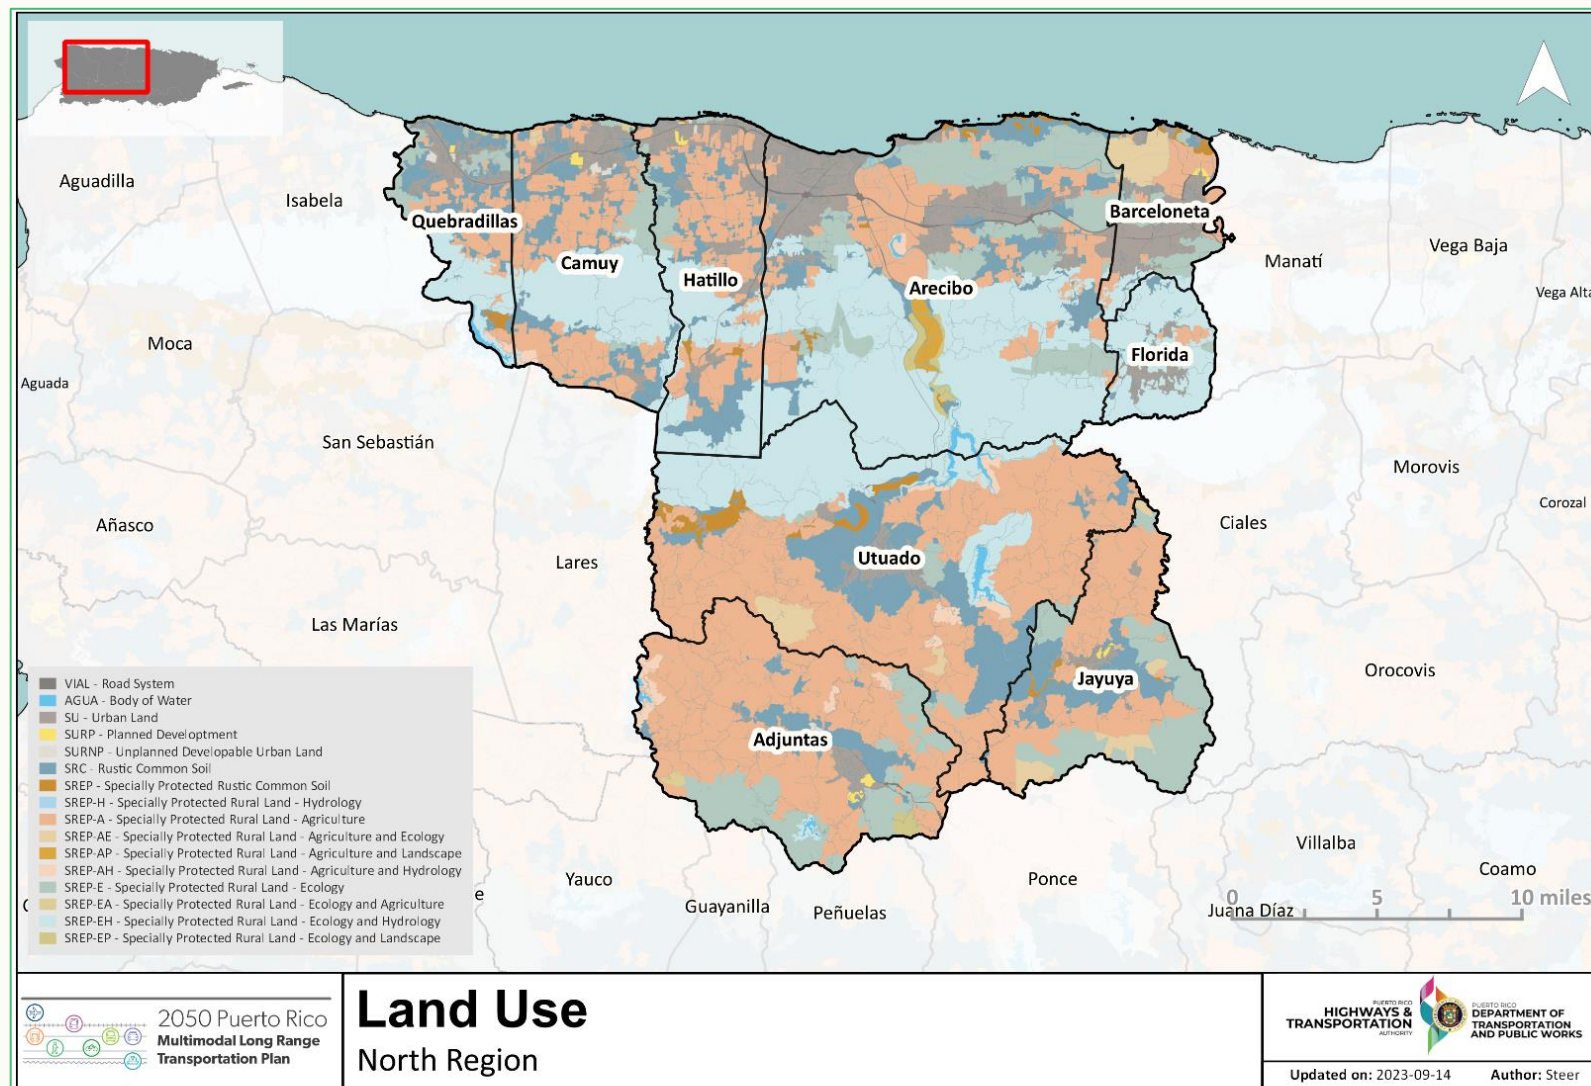 Aguadilla
Isabela
Quebradillas
Camuy
Hatillo
Arecibo
Barceloneta
Manatí
Vega Baja
Vega Alta
Florida
Moca
Aguada
San Sebastián
Morovis
Corozal
Añasco
Ciales
Lares
Utuado
Las Marías
Jayuya
Orocovis
Adjuntas
Villalba
Coamo
Yauco
Guayanilla
Peñuelas
Ponce
Juana Díaz
0 5 10 miles
VIAL - Road System
AGUA - Body of Water
SU - Urban Land
SURP - Planned Developtment
SURNP - Unplanned Developable Urban Land
SRC - Rustic Common Soil
SREP - Specially Protected Rustic Common Soil
SREP-H - Specially Protected Rural Land - Hydrology
SREP-A - Specially Protected Rural Land - Agriculture
SREP-AE - Specially Protected Rural Land - Agriculture and Ecology
SREP-AP - Specially Protected Rural Land - Agriculture and Landscape
SREP-AH - Specially Protected Rural Land - Agriculture and Hydrology
SREP-E - Specially Protected Rural Land - Ecology
SREP-EA - Specially Protected Rural Land - Ecology and Agriculture
SREP-EH - Specially Protected Rural Land - Ecology and Hydrology
SREP-EP - Specially Protected Rural Land - Ecology and Landscape
2050 Puerto Rico
Multimodal Long Range
Transportation Plan
Land Use
North Region
PUERTO RICO
HIGHWAYS &
TRANSPORTATION
AUTHORITY
PUERTO RICO
DEPARTMENT OF
TRANSPORTATION
AND PUBLIC WORKS
Updated on: 2023-09-14 Author: Steer